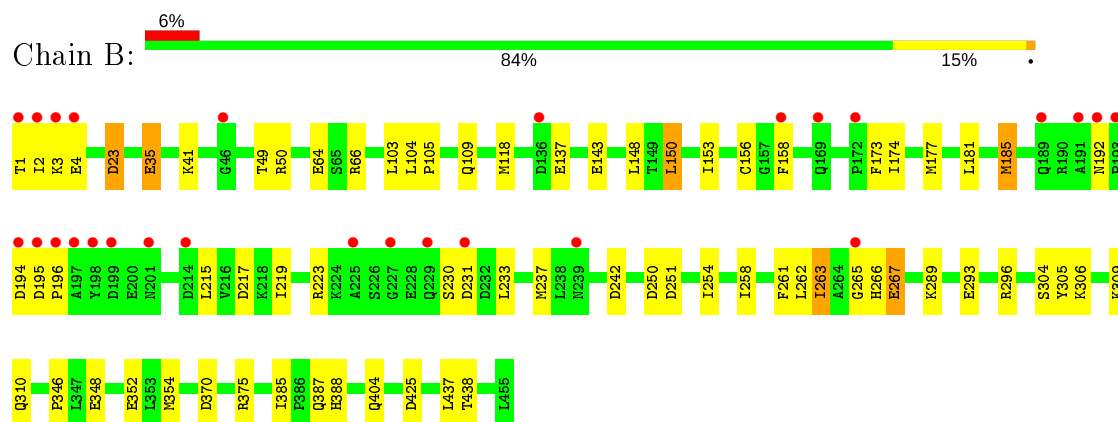 6%
Chain B:
84% 15% •
T1 I2 K3 E4 D23 E35 K41 G46 T49 R50 E64 S65 R66 L103 L104 P105 Q109 M118 D136 E137 E143 L148 T149 L150 I153 C156 G157 F158 Q169 P172 F173 I174 M177 L181 M185 Q189 R190 A191 N192
D194 D195 P196 A197 Y198 D199 E200 N201 D214 L215 V216 D217 K218 I219 R223 K224 A225 S226 G227 E228 Q229 S230 D231 D232 L233 M237 L238 N239 D242 D250 D251 I254 I258 F261 L262 I263 A264 G265 H266 E267 K289 E293 R296 S304 Y305 K306
Q310 P346 L347 E348 E352 L353 M354 D370 R375 I385 P386 Q387 H388 Q404 D425 L437 T438 L455